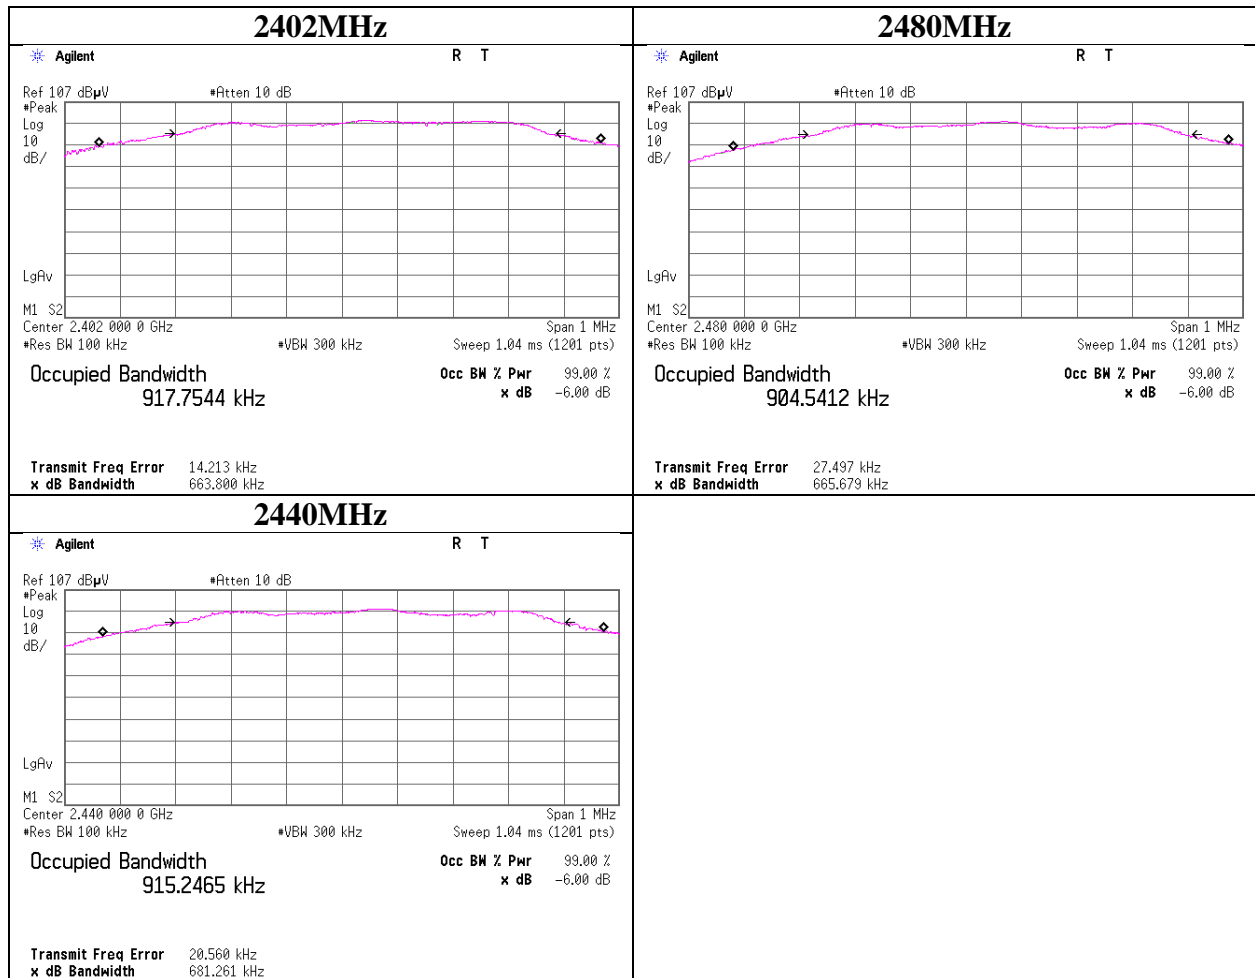 2402MHz
Agilent
R T
Ref 107 dBµV
#Atten 10 dB
#Peak
Log
10
dB/
LgAv
M1 S2
Center 2.402 000 0 GHz
Span 1 MHz
#Res BW 100 kHz
#VBW 300 kHz
Sweep 1.04 ms (1201 pts)
Occupied Bandwidth
917.7544 kHz
Occ BW % Pwr 99.00 %
x dB -6.00 dB
Transmit Freq Error 14.213 kHz
x dB Bandwidth 663.800 kHz
2480MHz
Agilent
R T
Ref 107 dBµV
#Atten 10 dB
#Peak
Log
10
dB/
LgAv
M1 S2
Center 2.480 000 0 GHz
Span 1 MHz
#Res BW 100 kHz
#VBW 300 kHz
Sweep 1.04 ms (1201 pts)
Occupied Bandwidth
904.5412 kHz
Occ BW % Pwr 99.00 %
x dB -6.00 dB
Transmit Freq Error 27.497 kHz
x dB Bandwidth 665.679 kHz
2440MHz
Agilent
R T
Ref 107 dBµV
#Atten 10 dB
#Peak
Log
10
dB/
LgAv
M1 S2
Center 2.440 000 0 GHz
Span 1 MHz
#Res BW 100 kHz
#VBW 300 kHz
Sweep 1.04 ms (1201 pts)
Occupied Bandwidth
915.2465 kHz
Occ BW % Pwr 99.00 %
x dB -6.00 dB
Transmit Freq Error 20.560 kHz
x dB Bandwidth 681.261 kHz